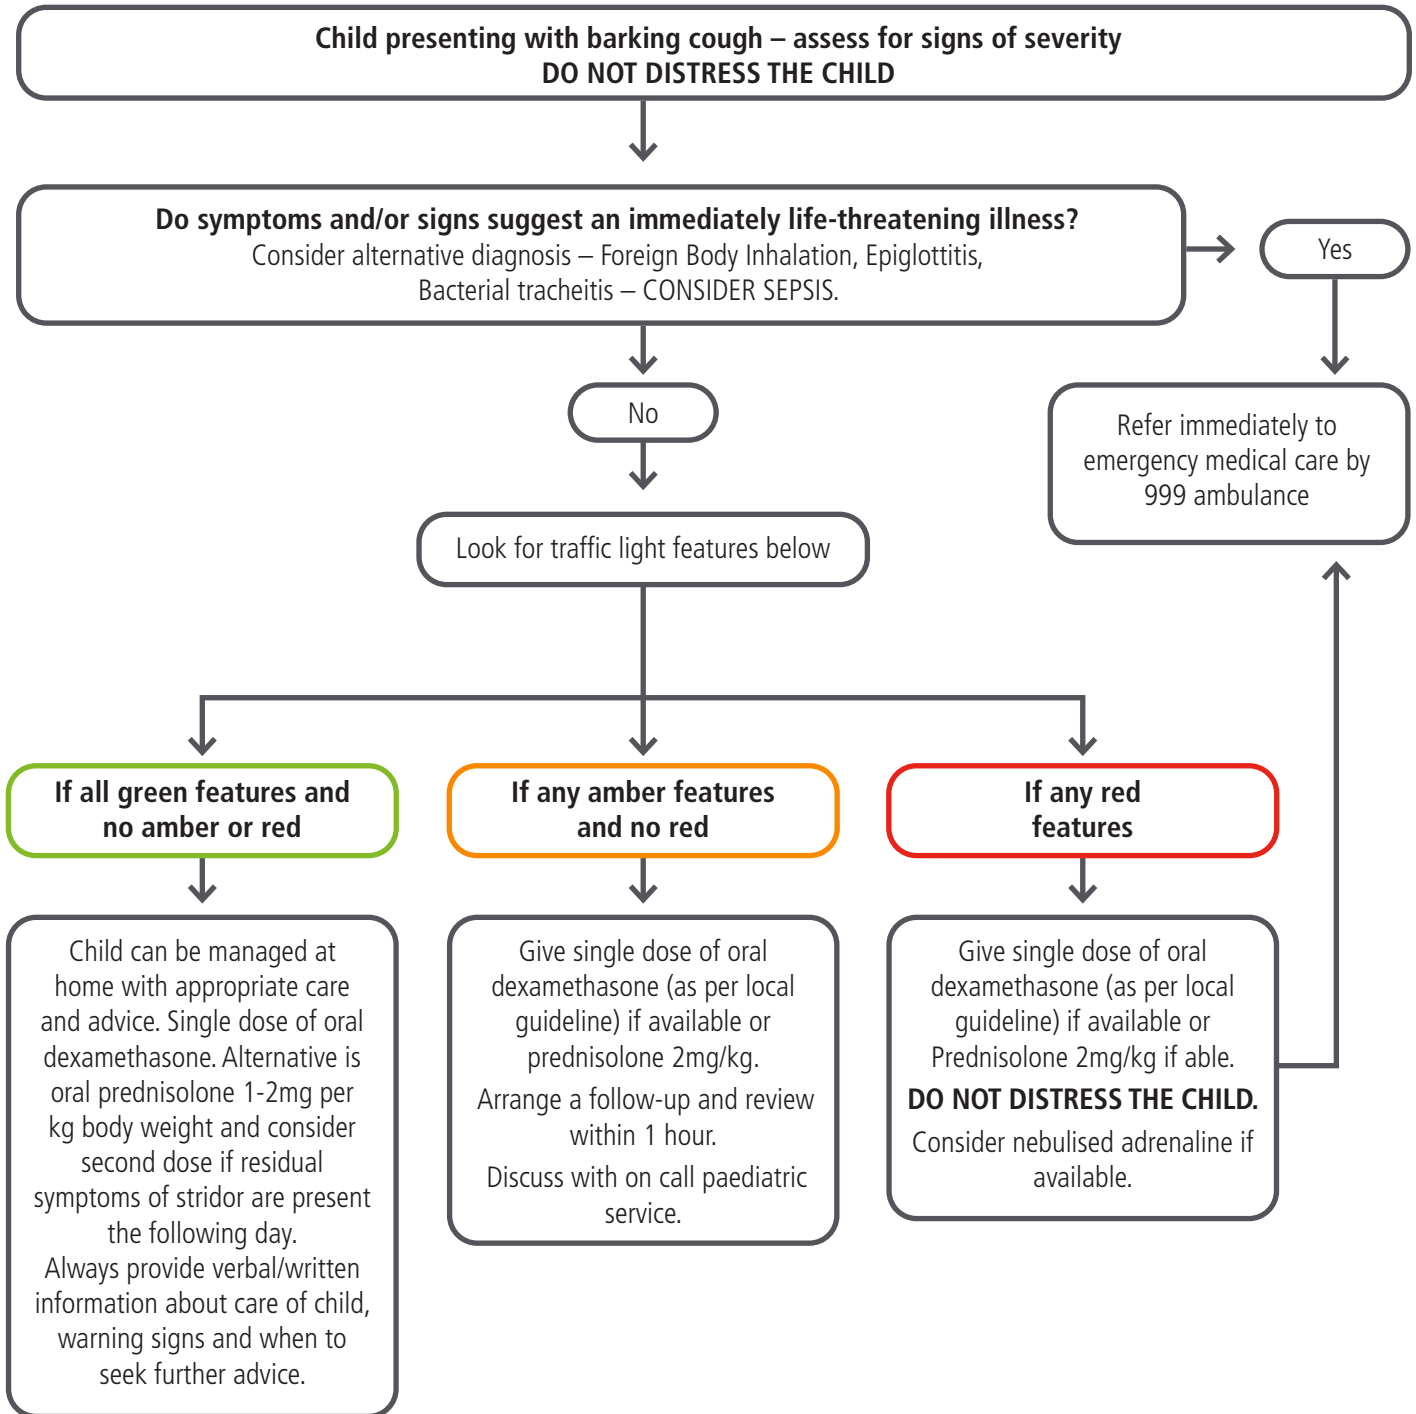 Child presenting with barking cough – assess for signs of severity
DO NOT DISTRESS THE CHILD
Do symptoms and/or signs suggest an immediately life-threatening illness?
Consider alternative diagnosis – Foreign Body Inhalation, Epiglottitis,
Bacterial tracheitis – CONSIDER SEPSIS.
Yes
No
Refer immediately to
emergency medical care by
999 ambulance
Look for traffic light features below
If all green features and
no amber or red
If any amber features
and no red
If any red
features
Child can be managed at
home with appropriate care
and advice. Single dose of oral
dexamethasone. Alternative is
oral prednisolone 1-2mg per
kg body weight and consider
second dose if residual
symptoms of stridor are present
the following day.
Always provide verbal/written
information about care of child,
warning signs and when to
seek further advice.
Give single dose of oral
dexamethasone (as per local
guideline) if available or
prednisolone 2mg/kg.
Arrange a follow-up and review
within 1 hour.
Discuss with on call paediatric
service.
Give single dose of oral
dexamethasone (as per local
guideline) if available or
Prednisolone 2mg/kg if able.
DO NOT DISTRESS THE CHILD.
Consider nebulised adrenaline if
available.